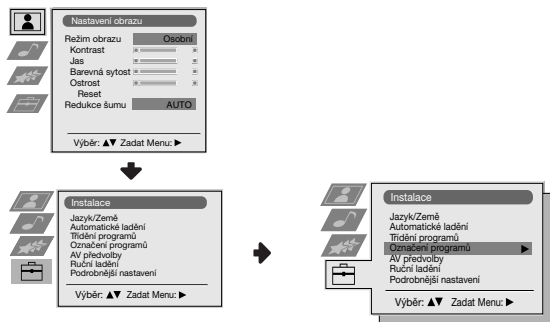 Nastavení obrazu
Režim obrazu Osobní
Kontrast
Jas
Barevná sytost
Ostrost
Reset
Redukce šumu AUTO
Výběr: ▲▼ Zadat Menu: ▶
Instalace
Jazyk/Země
Automatické ladění
Třídění programů
Označení programů
AV předvolby
Ruční ladění
Podrobnější nastavení
Výběr: ▲▼ Zadat Menu: ▶
Instalace
Jazyk/Země
Automatické ladění
Třídění programů
Označení programů ▶
AV předvolby
Ruční ladění
Podrobnější nastavení
Výběr: ▲▼ Zadat Menu: ▶